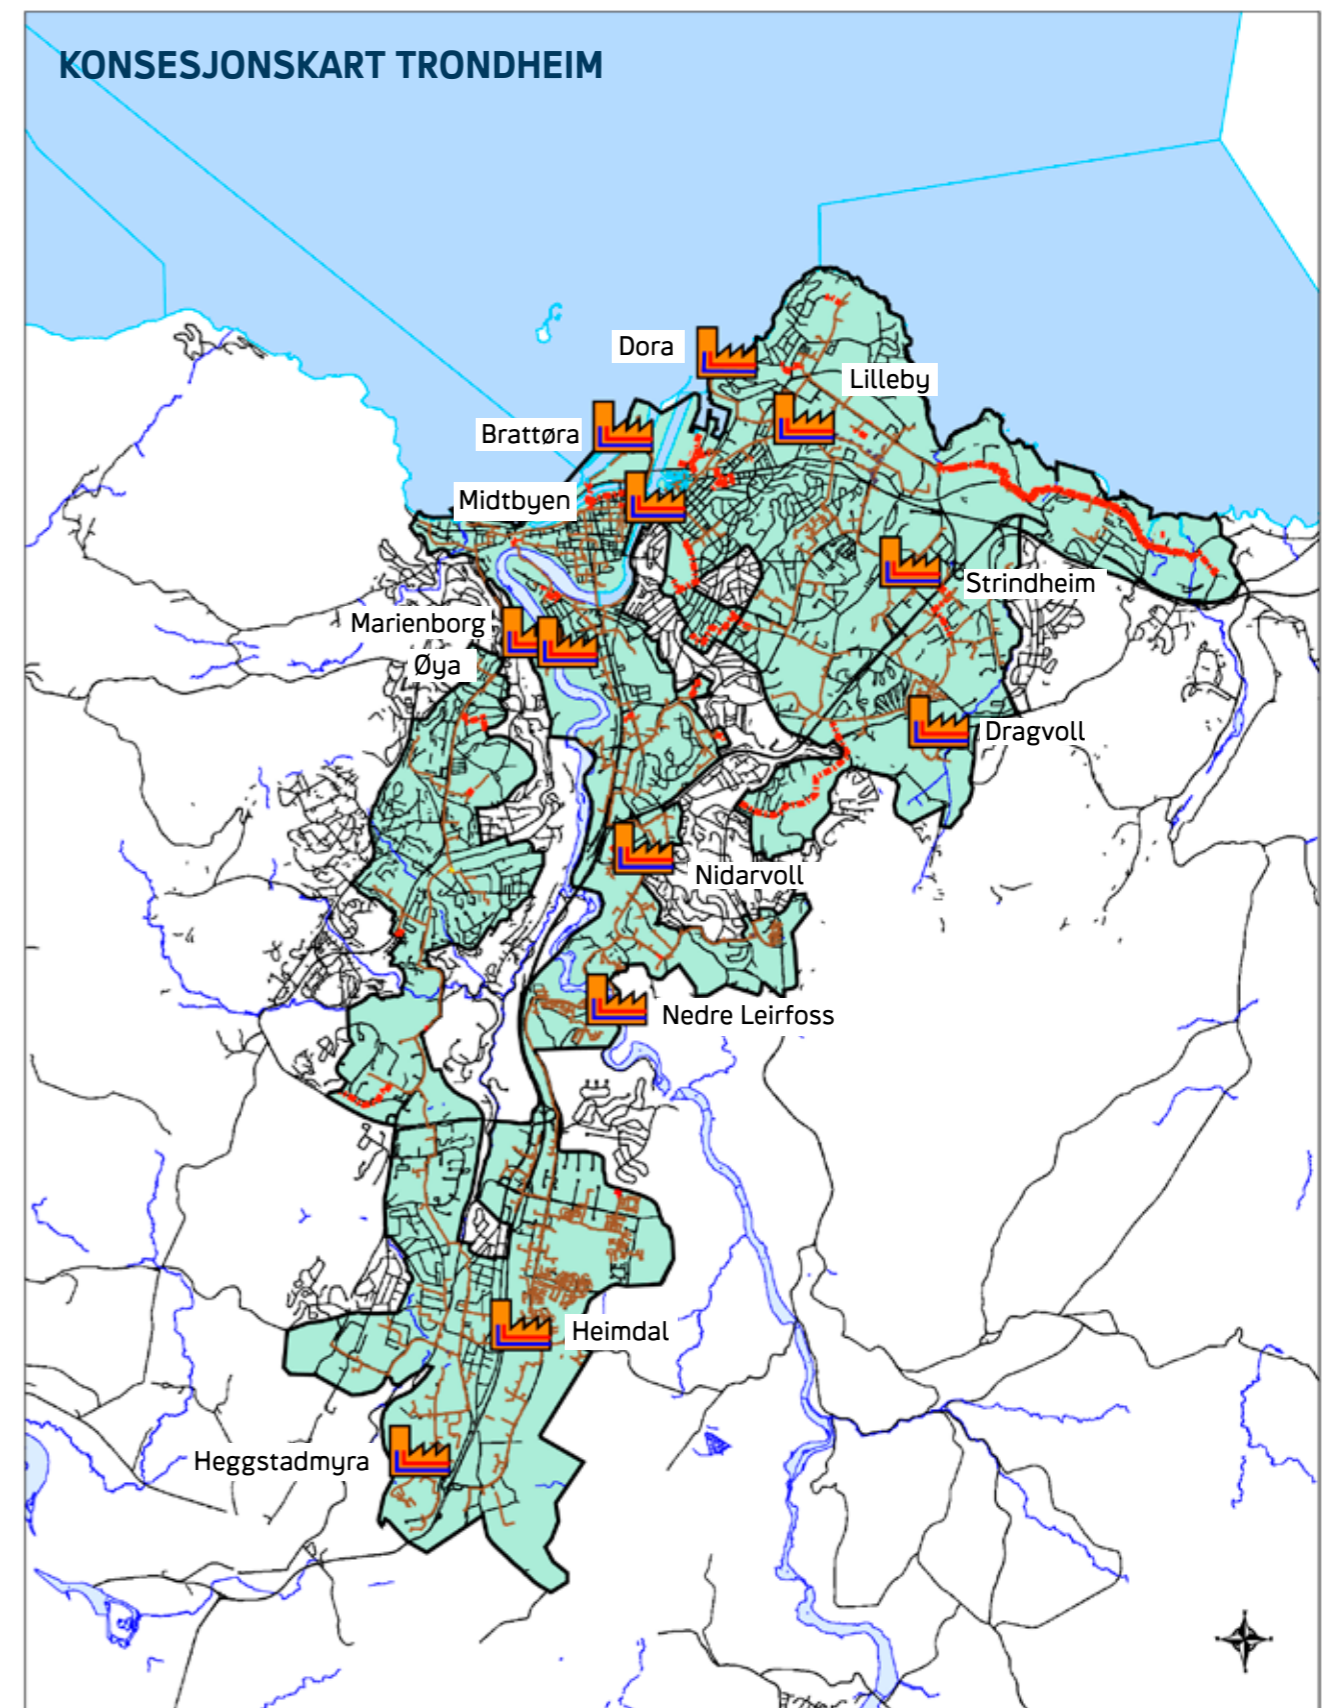 KONSESJONSKART TRONDHEIM
Dora
Lilleby
Brattøra
Midtbyen
Strindheim
Marienborg
Øya
Dragvoll
Nidarvoll
Nedre Leirfoss
Heimdal
Heggstadmyra